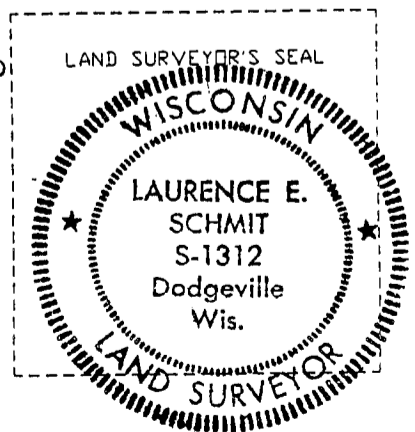 LAND SURVEYOR'S SEAL
WISCONSIN
LAURENCE E.
SCHMIT
S-1312
Dodgeville
Wis.
LAND SURVEYOR